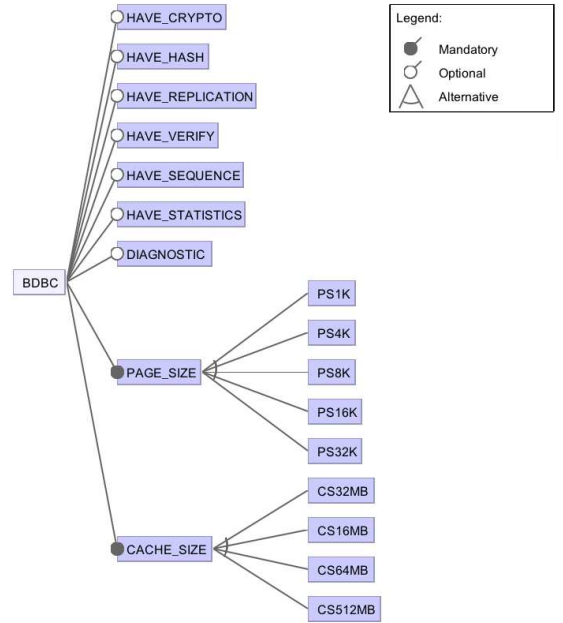 HAVE_CRYPTO
Legend:
HAVE_HASH
Mandatory
Optional
HAVE_REPLICATION
Alternative
HAVE_VERIFY
HAVE_SEQUENCE
HAVE_STATISTICS
DIAGNOSTIC
BDBC
PS1K
PS4K
PAGE_SIZE
PS8K
PS16K
PS32K
CS32MB
CS16MB
CACHE_SIZE
CS64MB
CS512MB